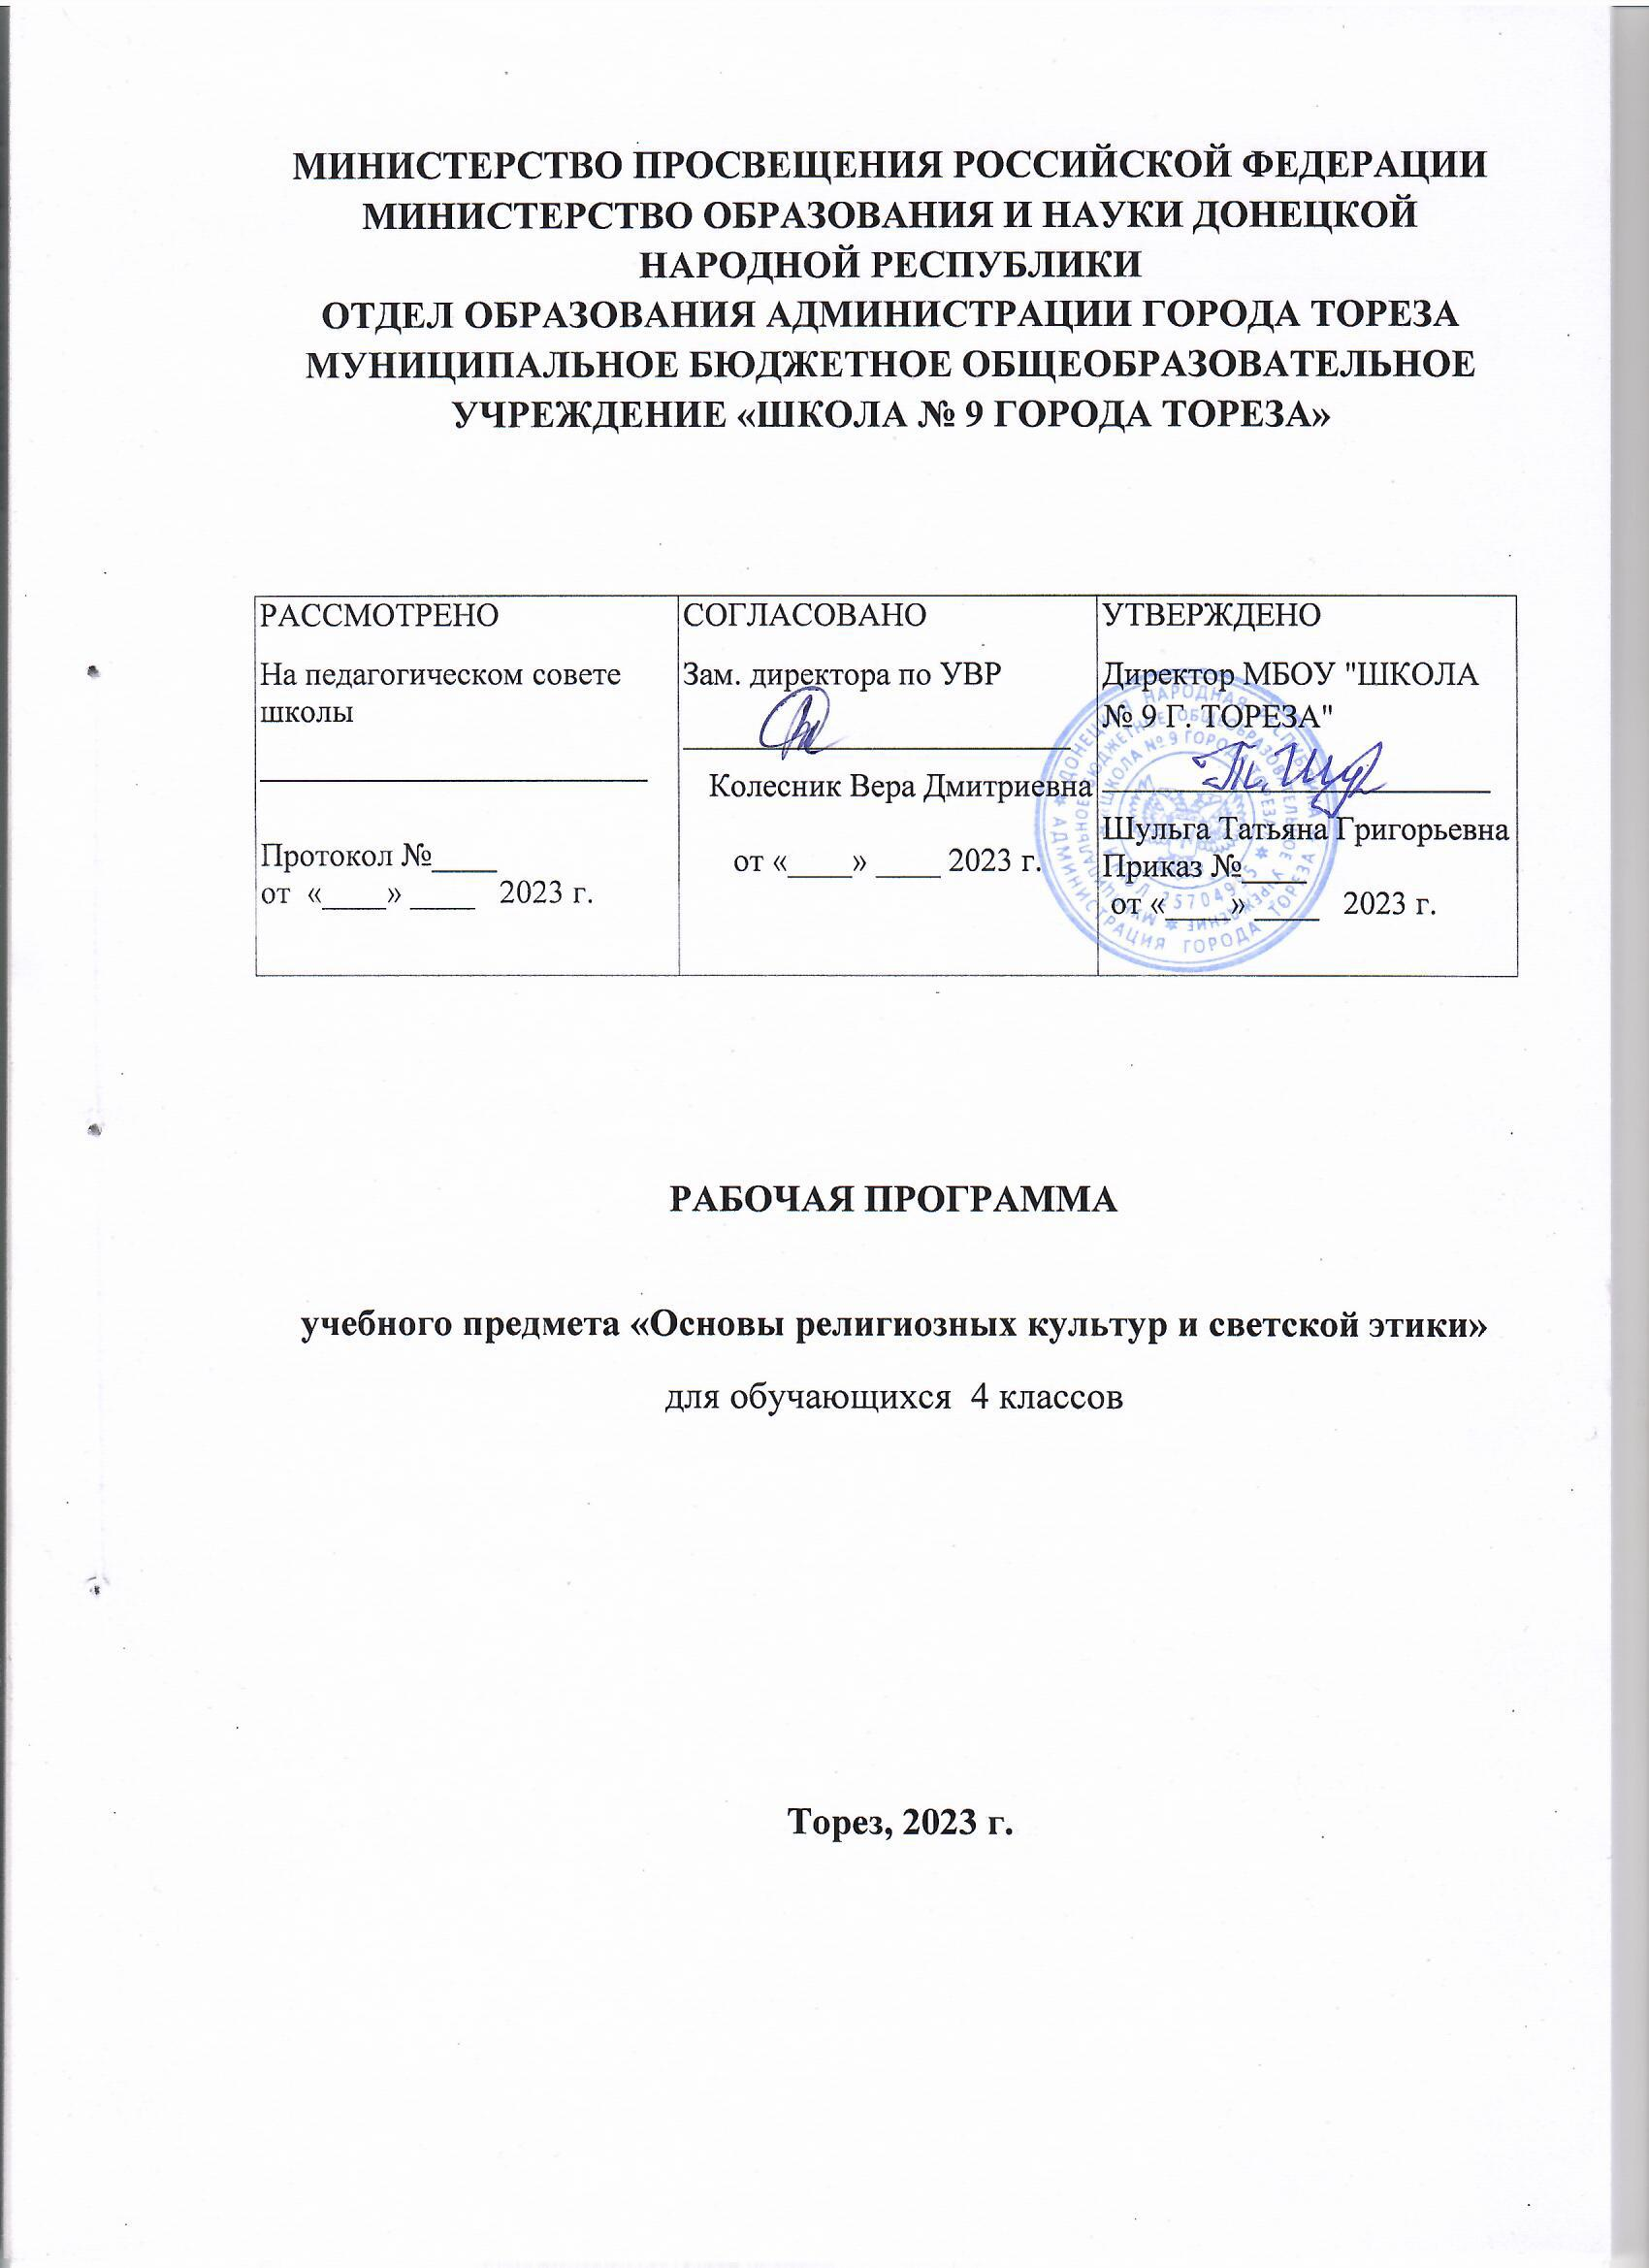 МИНИСТЕРСТВО ПРОСВЕЩЕНИЯ РОССИЙСКОЙ ФЕДЕРАЦИИ
МИНИСТЕРСТВО ОБРАЗОВАНИЯ И НАУКИ ДОНЕЦКОЙ
НАРОДНОЙ РЕСПУБЛИКИ
ОТДЕЛ ОБРАЗОВАНИЯ АДМИНИСТРАЦИИ ГОРОДА ТОРЕЗА
МУНИЦИПАЛЬНОЕ БЮДЖЕТНОЕ ОБЩЕОБРАЗОВАТЕЛЬНОЕ
УЧРЕЖДЕНИЕ «ШКОЛА № 9 ГОРОДА ТОРЕЗА»
РАССМОТРЕНО
На педагогическом совете
школы
Протокол №____
от «____» ____ 2023 г.
СОГЛАСОВАНО
Зам. директора по УВР
Колесник Вера Дмитриевна
от «____» ____ 2023 г.
УТВЕРЖДЕНО
Директор МБОУ "ШКОЛА
№ 9 Г. ТОРЕЗА"
Шульга Татьяна Григорьевна
Приказ №____
от «____» ____ 2023 г.
РАБОЧАЯ ПРОГРАММА
учебного предмета «Основы религиозных культур и светской этики»
для обучающихся 4 классов
Торез, 2023 г.